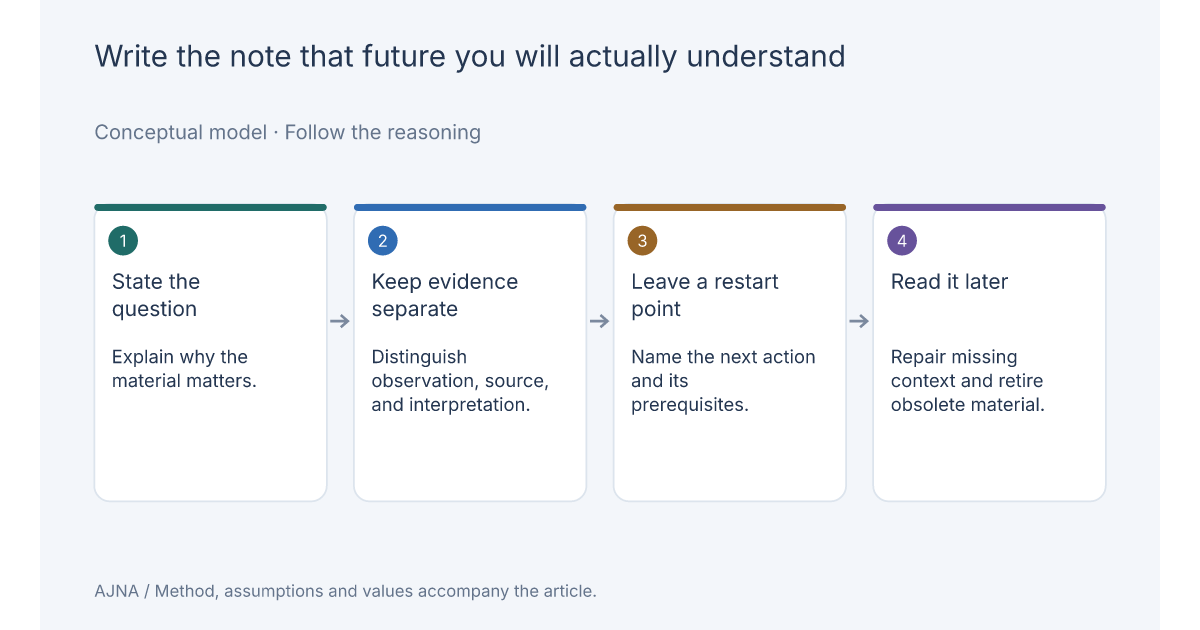 Write the note that future you will actually understand
Conceptual model · Follow the reasoning
1
State the
question
Explain why the
material matters.
2
Keep evidence
separate
Distinguish
observation, source,
and interpretation.
3
Leave a restart
point
Name the next action
and its
prerequisites.
4
Read it later
Repair missing
context and retire
obsolete material.
AJNA / Method, assumptions and values accompany the article.